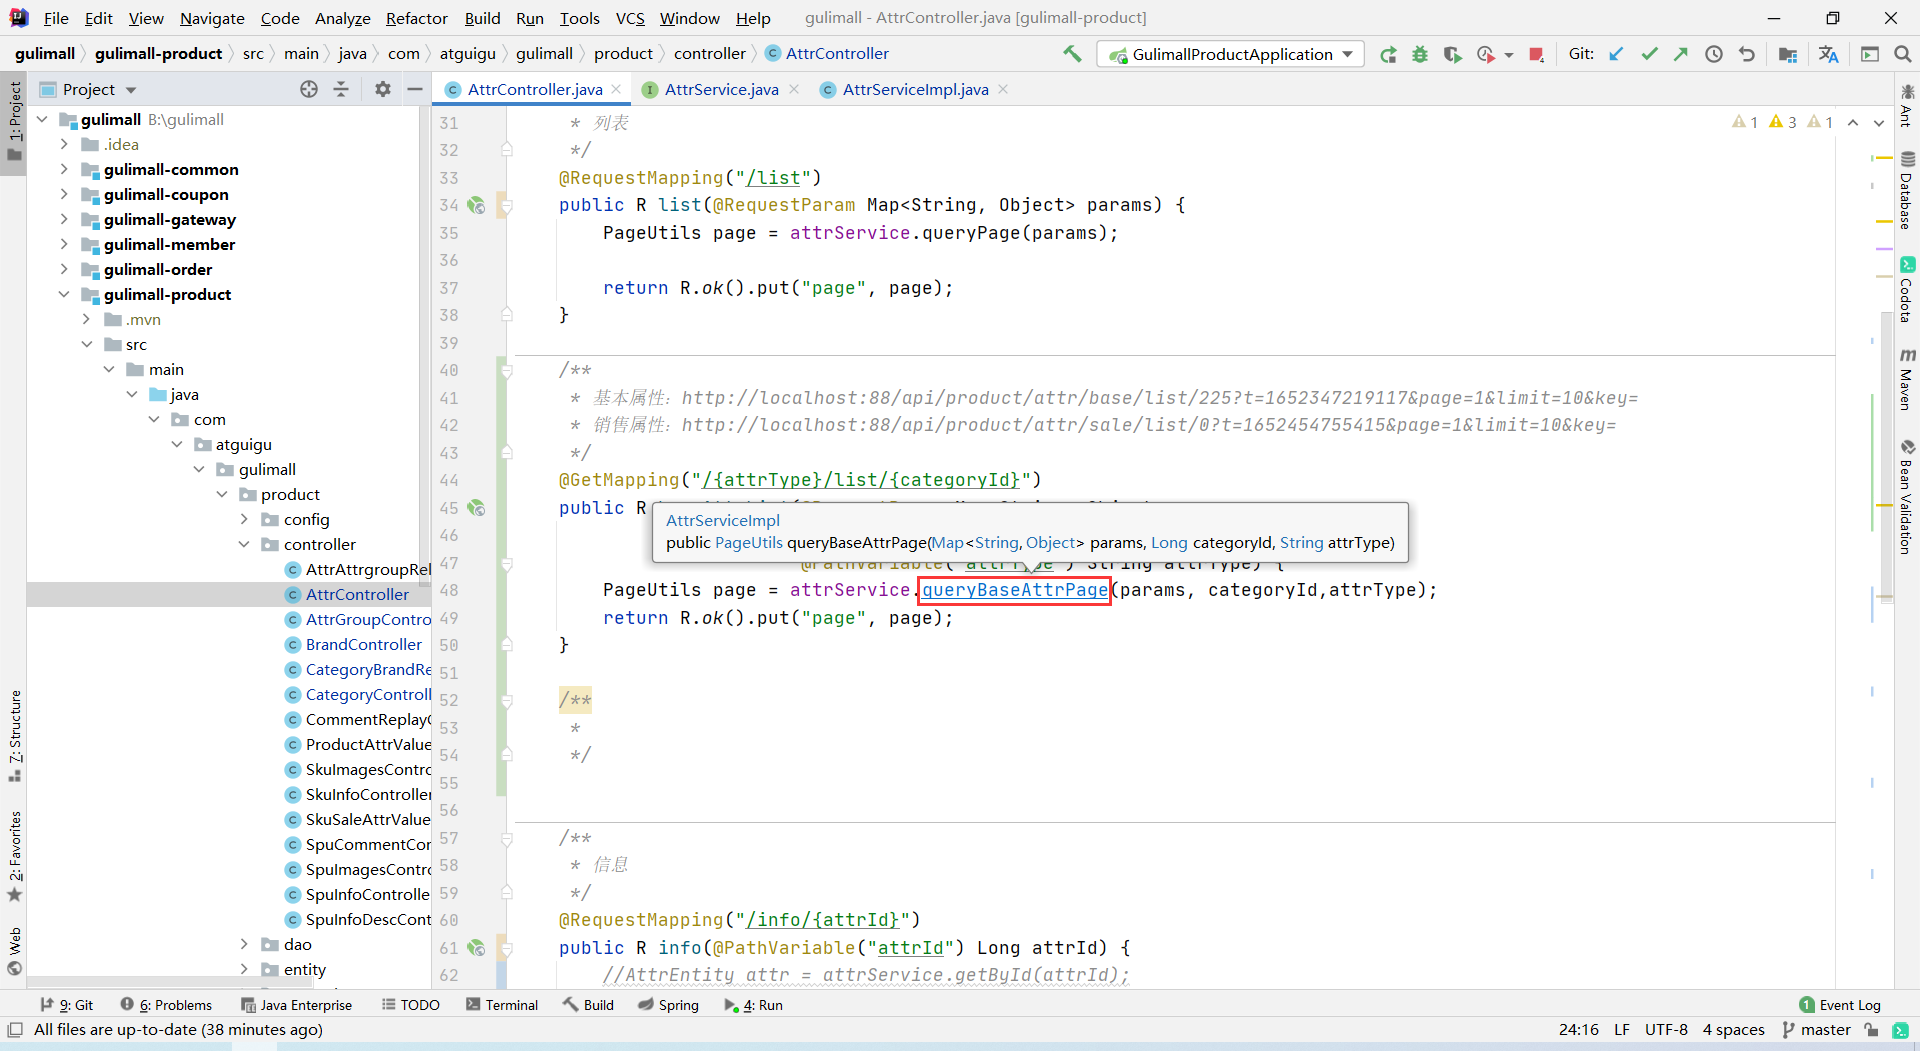 File Edit View Navigate Code Analyze Refactor Build Run Tools VCS Window Help gulimall - AttrController.java [gulimall-product]
gulimall gulimall-product src main java com atguigu gulimall product controller AttrController GulimallProductApplication Git:
Project AttrController.java AttrService.java AttrServiceImpl.java
1: Project
7: Structure
2: Favorites
Web
gulimall B:\gulimall
.idea
gulimall-common
gulimall-coupon
gulimall-gateway
gulimall-member
gulimall-order
gulimall-product
.mvn
src
main
java
com
atguigu
gulimall
product
config
controller
AttrAttrgroupRel
AttrController
AttrGroupContro
BrandController
CategoryBrandRe
CategoryControll
CommentReplayC
ProductAttrValue
SkuImagesContro
SkuInfoController
SkuSaleAttrValue
SpuCommentCor
SpuImagesContro
SpuInfoControlle
SpuInfoDescCont
dao
entity
1 3 1
31 * 列表
32 */
33 @RequestMapping("/list")
34 public R list(@RequestParam Map<String, Object> params) {
35 PageUtils page = attrService.queryPage(params);
36
37 return R.ok().put("page", page);
38 }
39
40 /**
41 * 基本属性：http://localhost:88/api/product/attr/base/list/225?t=1652347219117&page=1&limit=10&key=
42 * 销售属性：http://localhost:88/api/product/attr/sale/list/0?t=1652454755415&page=1&limit=10&key=
43 */
44 @GetMapping("/{attrType}/list/{categoryId}")
45 public R
AttrServiceImpl
public PageUtils queryBaseAttrPage(Map<String, Object> params, Long categoryId, String attrType)
46
47 @PathVariable("attrType") String attrType) {
48 PageUtils page = attrService.queryBaseAttrPage(params, categoryId,attrType);
49 return R.ok().put("page", page);
50 }
51
52 /**
53 *
54 */
55
56
57 /**
58 * 信息
59 */
60 @RequestMapping("/info/{attrId}")
61 public R info(@PathVariable("attrId") Long attrId) {
62 //AttrEntity attr = attrService.getById(attrId);
Ant
Database
Codota
Maven
Bean Validation
9: Git 6: Problems Java Enterprise TODO Terminal Build Spring 4: Run 1 Event Log
All files are up-to-date (38 minutes ago) 24:16 LF UTF-8 4 spaces master